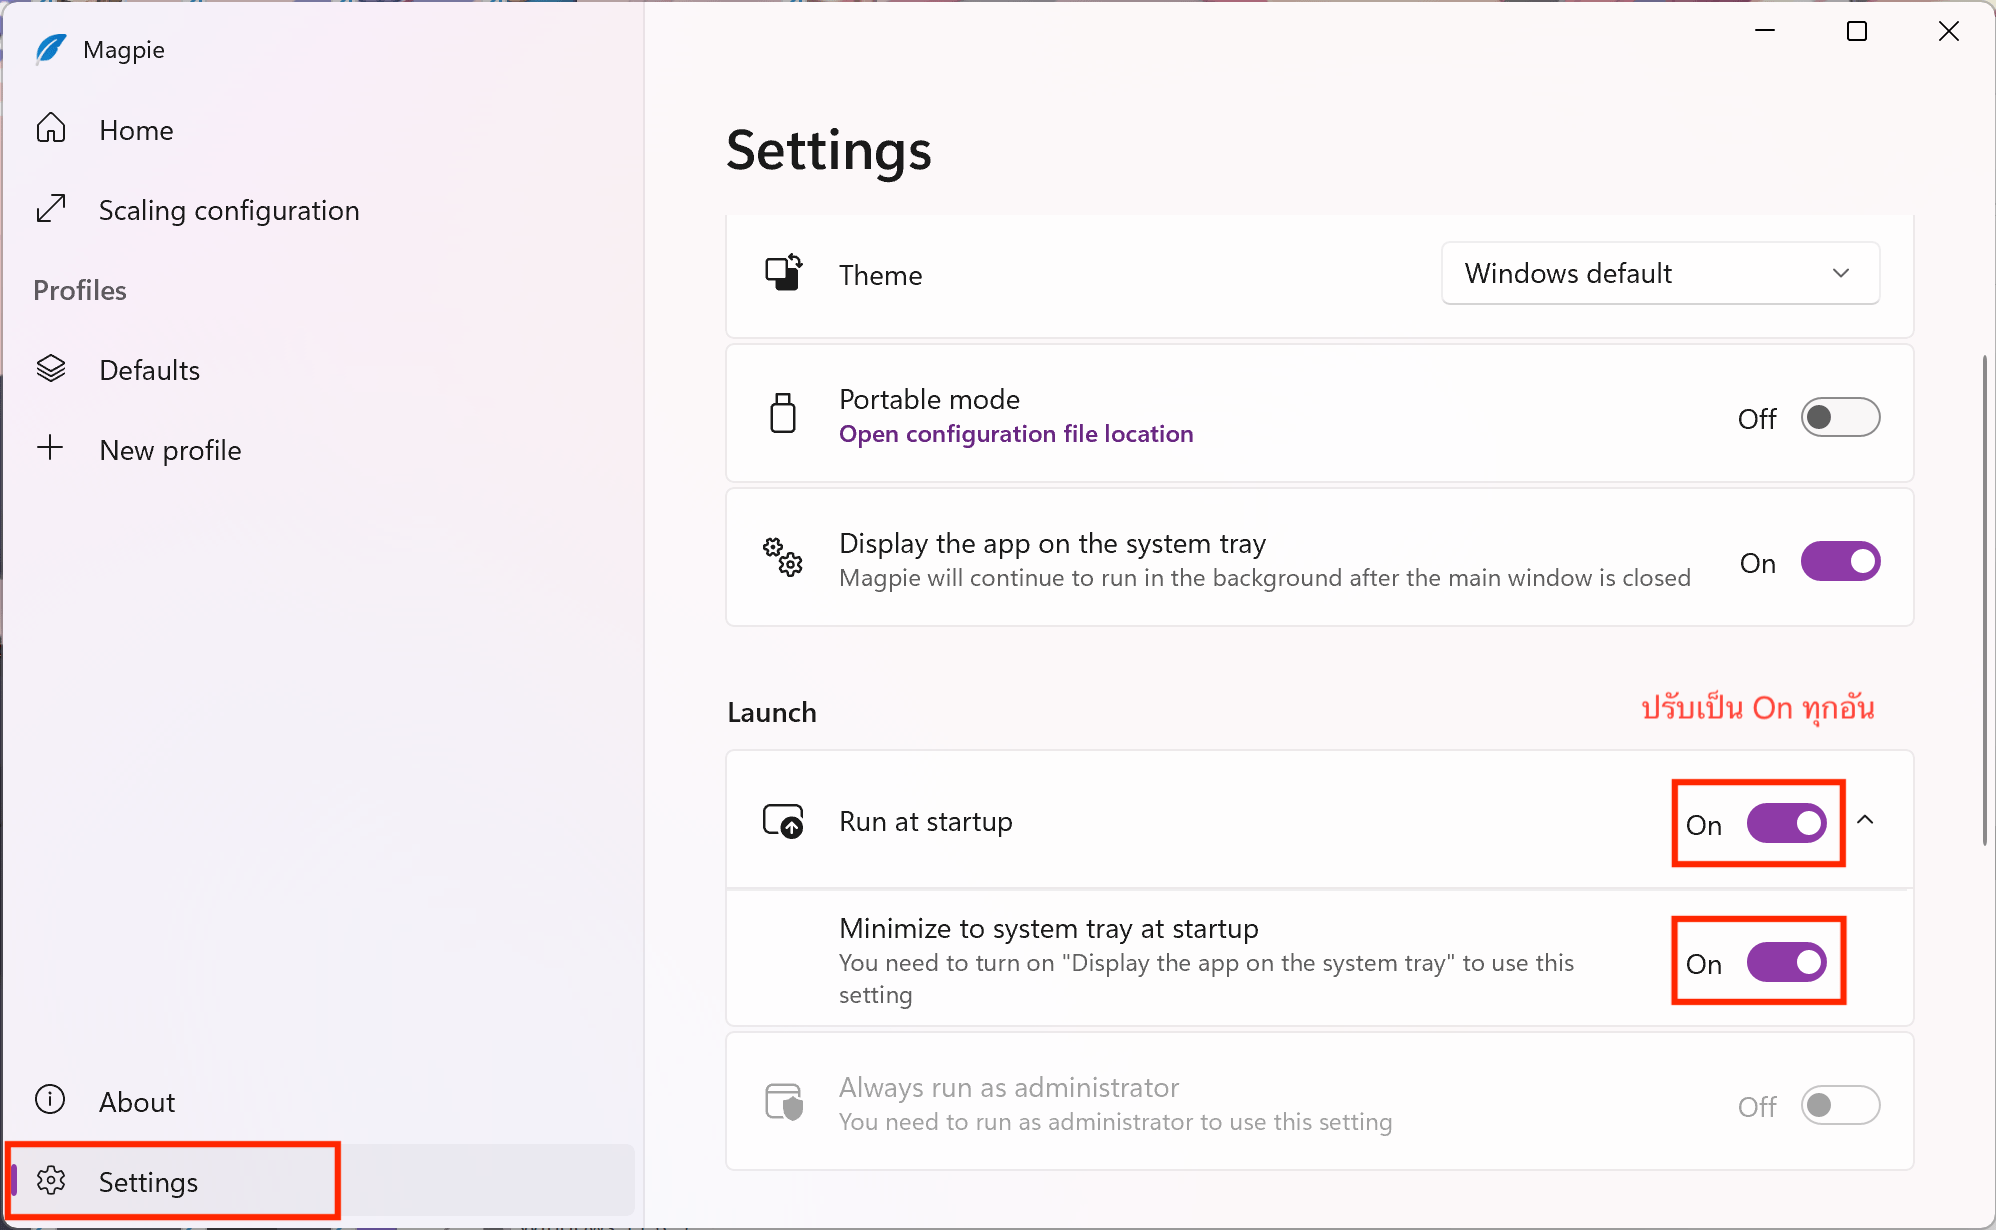 Magpie
Home
Scaling configuration
Profiles
Defaults
New profile
About
Settings
Settings
Theme
Windows default
Portable mode
Open configuration file location
Off
Display the app on the system tray
Magpie will continue to run in the background after the main window is closed
On
Launch
ปรับเป็น On ทุกอัน
Run at startup
On
Minimize to system tray at startup
You need to turn on "Display the app on the system tray" to use this
setting
On
Always run as administrator
You need to run as administrator to use this setting
Off